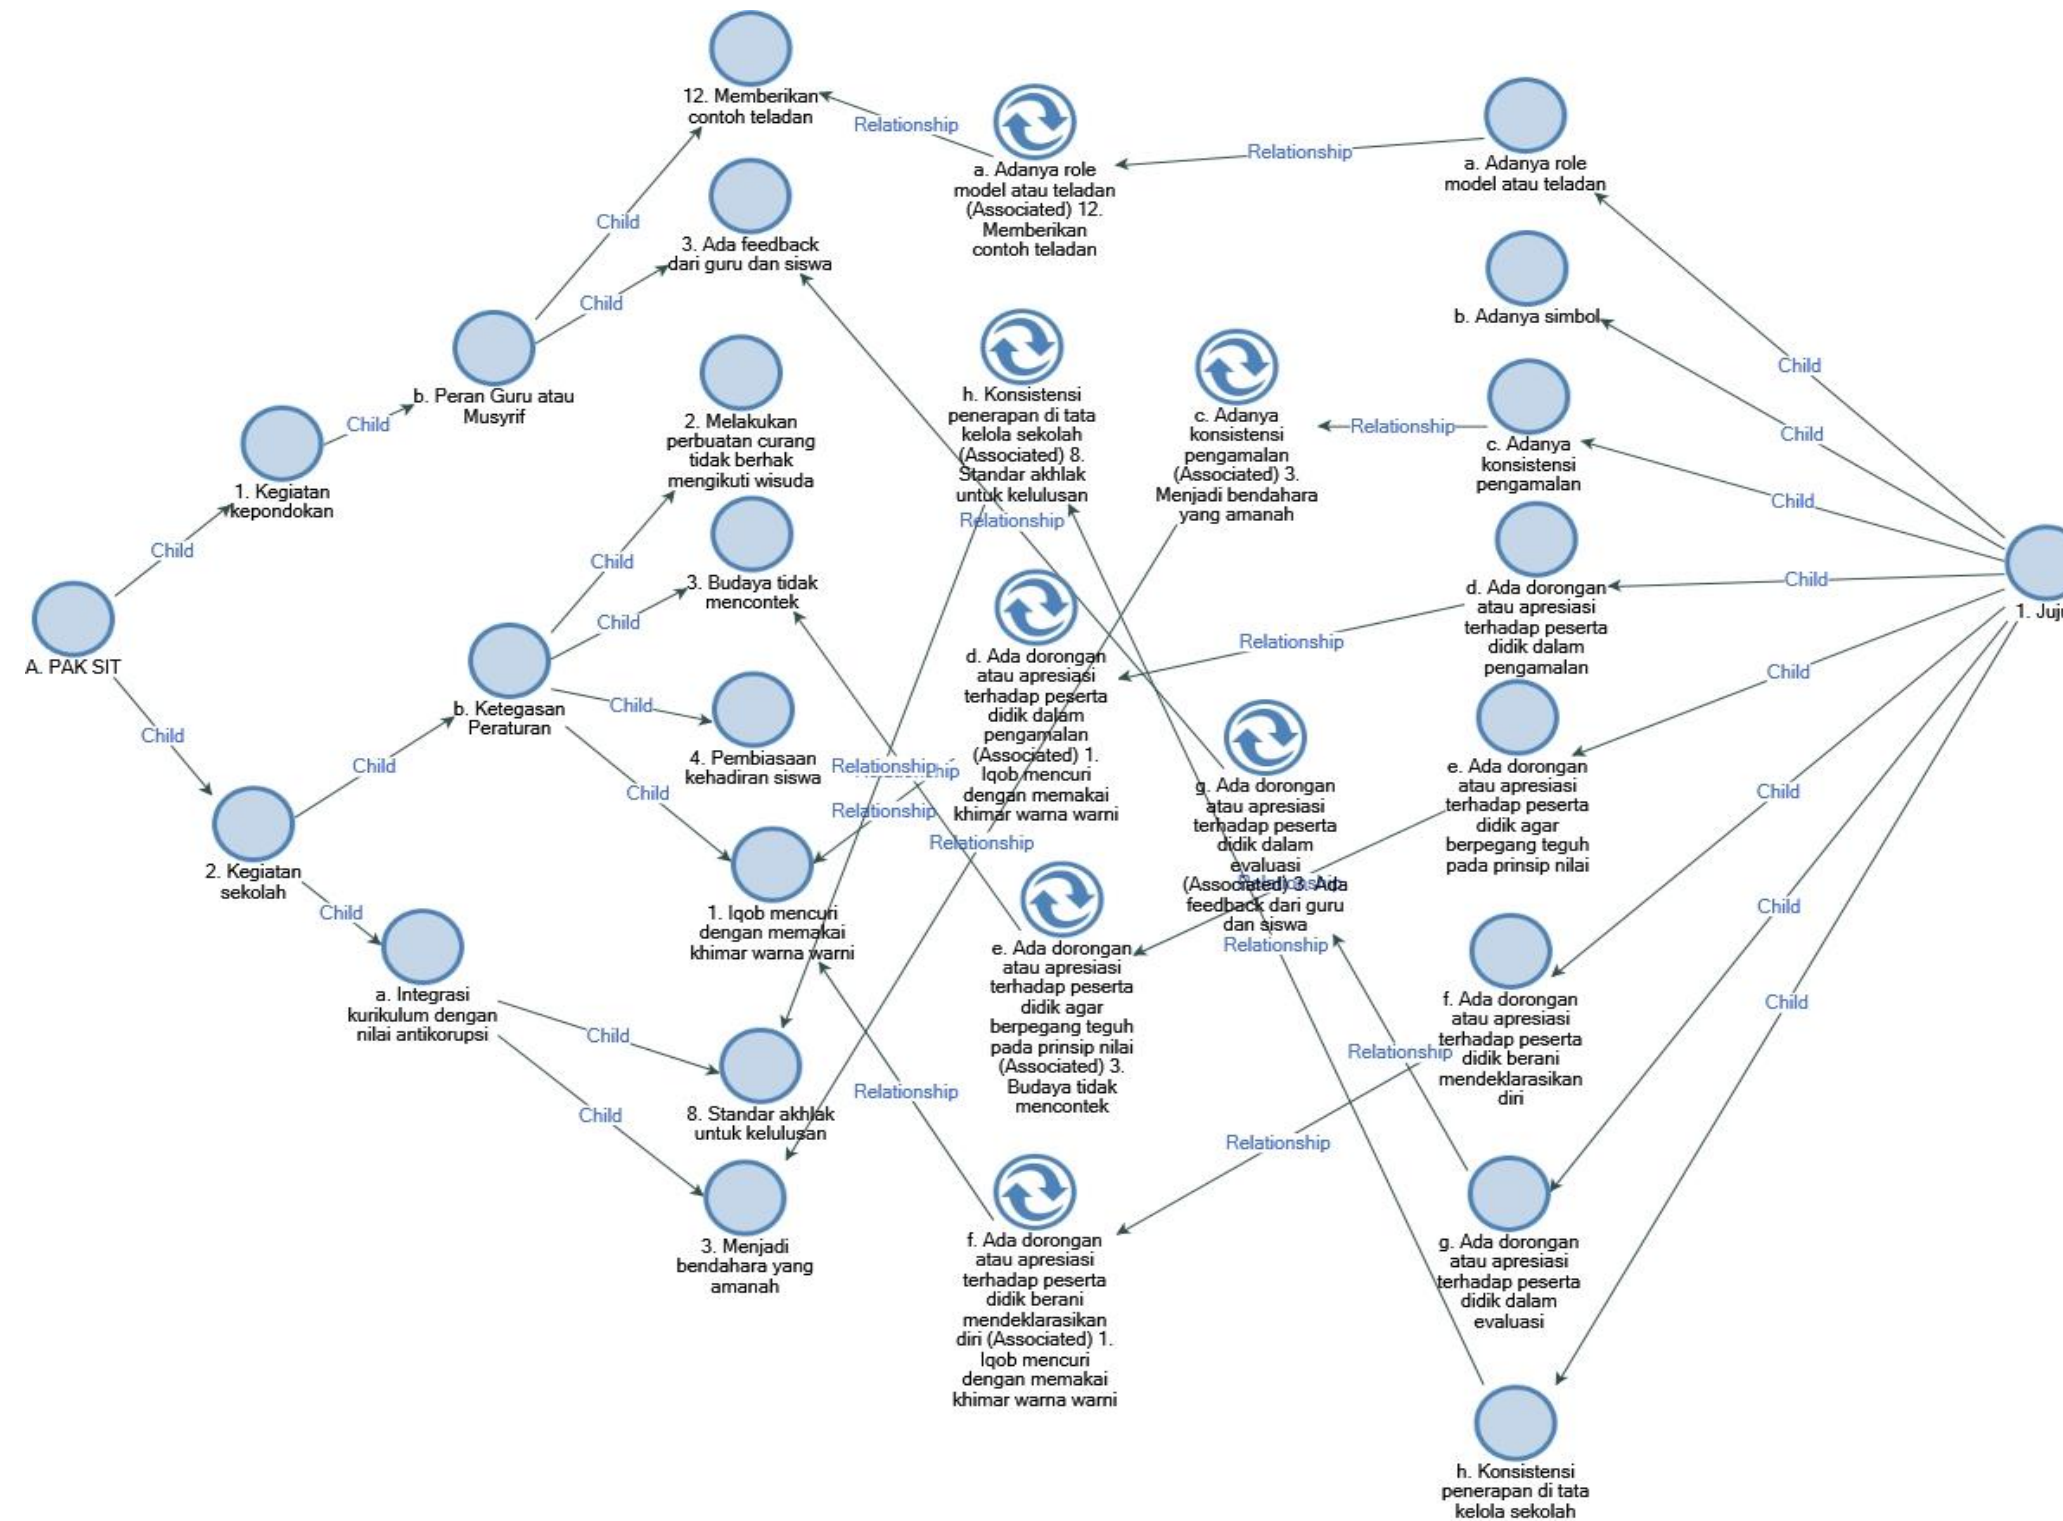 12. Memberikan
contoh teladan
3. Ada feedback
dari guru dan siswa
b. Peran Guru atau
Musyrif
1. Kegiatan
kepondokan
2. Melakukan
perbuatan curang
tidak berhak
mengikuti wisuda
3. Budaya tidak
mencontek
A. PAK SIT
b. Ketegasan
Peraturan
4. Pembiasaan
kehadiran siswa
2. Kegiatan
sekolah
1. Iqob mencuri
dengan memakai
khimar warna warni
a. Integrasi
kurikulum dengan
nilai antikorupsi
8. Standar akhlak
untuk kelulusan
3. Menjadi
bendahara yang
amanah
Child
Child
Child
Child
Child
Child
Child
Child
Child
Child
Child
Child
Child
Relationship
a. Adanya role
model atau teladan
(Associated) 12.
Memberikan
contoh teladan
h. Konsistensi
penerapan di tata
kelola sekolah
(Associated) 8.
Standar akhlak
untuk kelulusan
Relationship
c. Adanya
konsistensi
pengamalan
(Associated) 3.
Menjadi bendahara
yang amanah
d. Ada dorongan
atau apresiasi
terhadap peserta
didik dalam
pengamalan
(Associated) 1.
Iqob mencuri
dengan memakai
khimar warna warni
Relationship
Relationship
Relationship
g. Ada dorongan
atau apresiasi
terhadap peserta
didik dalam
evaluasi
(Associated) 3. Ada
feedback dari guru
dan siswa
Relationship
e. Ada dorongan
atau apresiasi
terhadap peserta
didik agar
berpegang teguh
pada prinsip nilai
(Associated) 3.
Budaya tidak
mencontek
Relationship
f. Ada dorongan
atau apresiasi
terhadap peserta
didik berani
mendeklarasikan
diri (Associated) 1.
Iqob mencuri
dengan memakai
khimar warna warni
Relationship
Relationship
Relationship
Relationship
Relationship
a. Adanya role
model atau teladan
b. Adanya simbol
c. Adanya
konsistensi
pengamalan
d. Ada dorongan
atau apresiasi
terhadap peserta
didik dalam
pengamalan
e. Ada dorongan
atau apresiasi
terhadap peserta
didik agar
berpegang teguh
pada prinsip nilai
f. Ada dorongan
atau apresiasi
terhadap peserta
didik berani
mendeklarasikan
diri
g. Ada dorongan
atau apresiasi
terhadap peserta
didik dalam
evaluasi
h. Konsistensi
penerapan di tata
kelola sekolah
Child
Child
Child
Child
Child
Child
Child
Child
1.